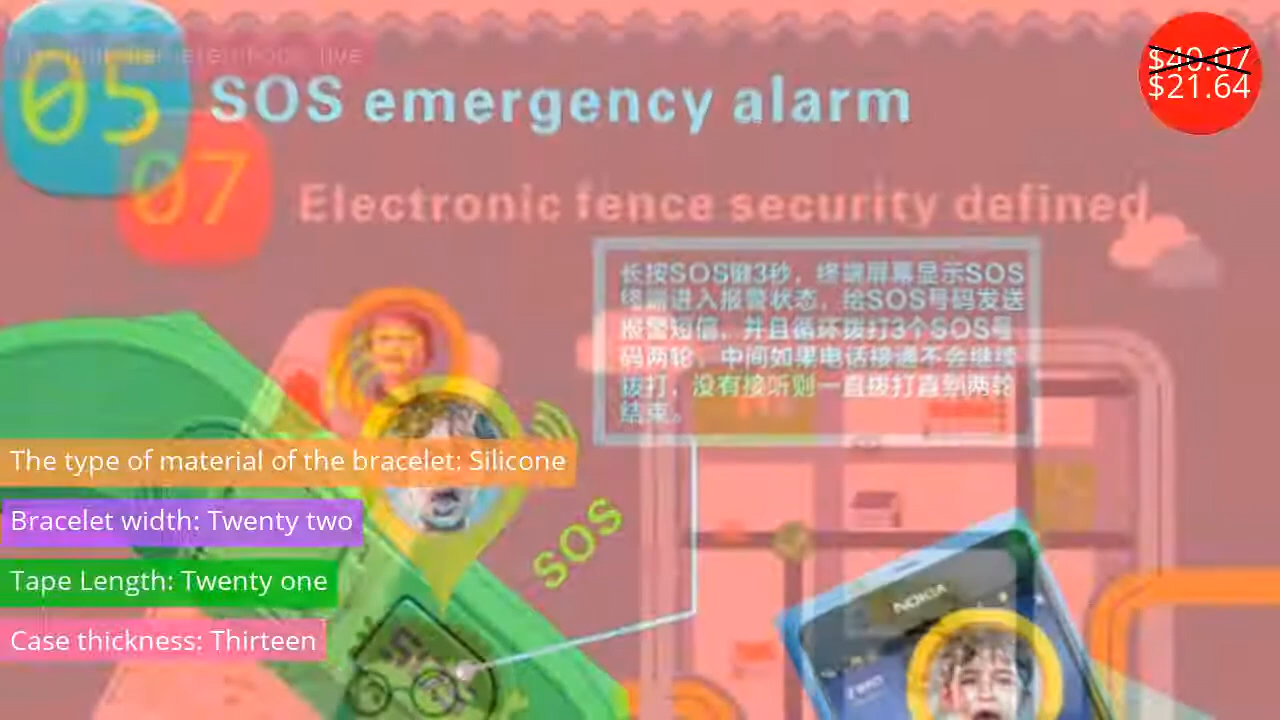 $40.07
$21.64
05
SOS emergency alarm
07
Electronic fence security defined
长按SOS键3秒，终端屏幕显示SOS
终端进入报警状态，给SOS号码发送
报警短信，并且循环拨打3个SOS号
码两轮，中间如果电话接通不会继续
拨打，没有接听则一直拨打直到两轮
结束。
The type of material of the bracelet: Silicone
Bracelet width: Twenty two
SOS
Tape Length: Twenty one
NOKIA
Case thickness: Thirteen